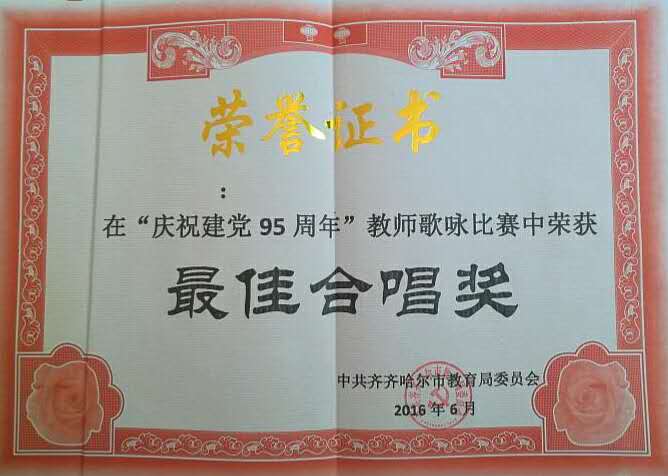 荣誉证书
:
在“庆祝建党 95 周年”教师歌咏比赛中荣获
最佳合唱奖
中共齐齐哈尔市教育局委员会
2016 年 6 月